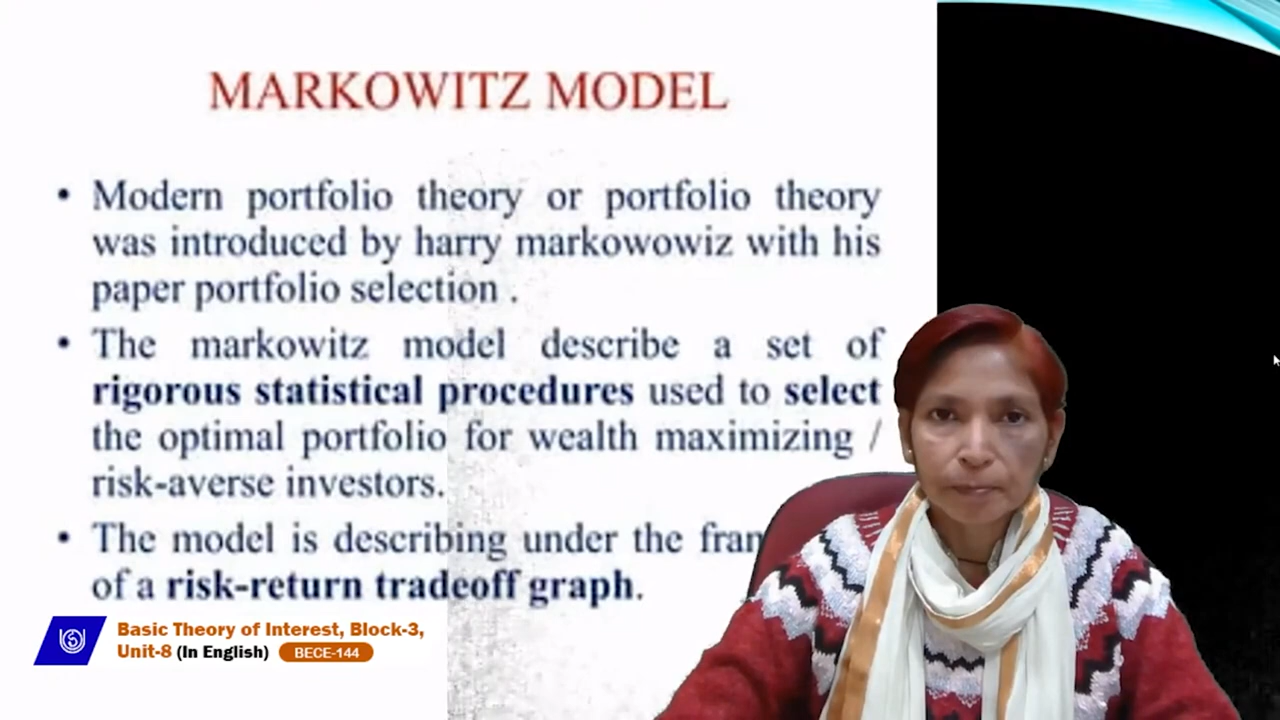 MARKOWITZ MODEL
• Modern portfolio theory or portfolio theory
was introduced by harry markowowiz with his
paper portfolio selection .
• The markowitz model describe a set of
rigorous statistical procedures used to select
the optimal portfolio for wealth maximizing /
risk-averse investors.
• The model is describing under the fran
of a risk-return tradeoff graph.
Basic Theory of Interest, Block-3,
Unit-8 (In English) BECE-144